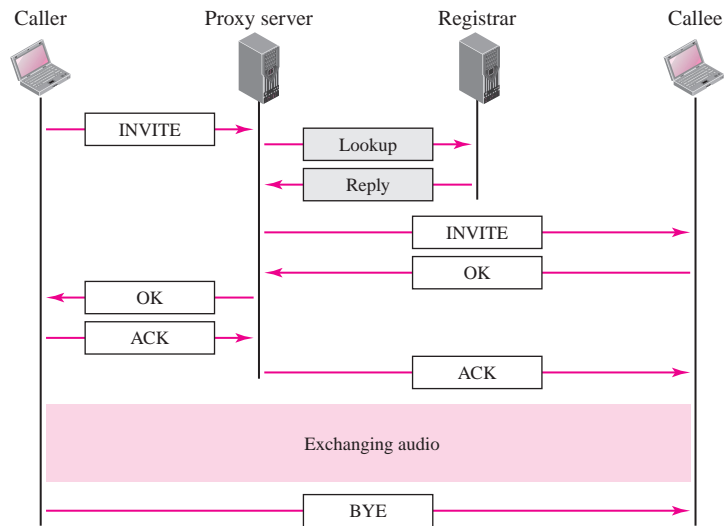 Caller Proxy server Registrar Callee
INVITE
Lookup
Reply
INVITE
OK
OK
ACK
ACK
Exchanging audio
BYE